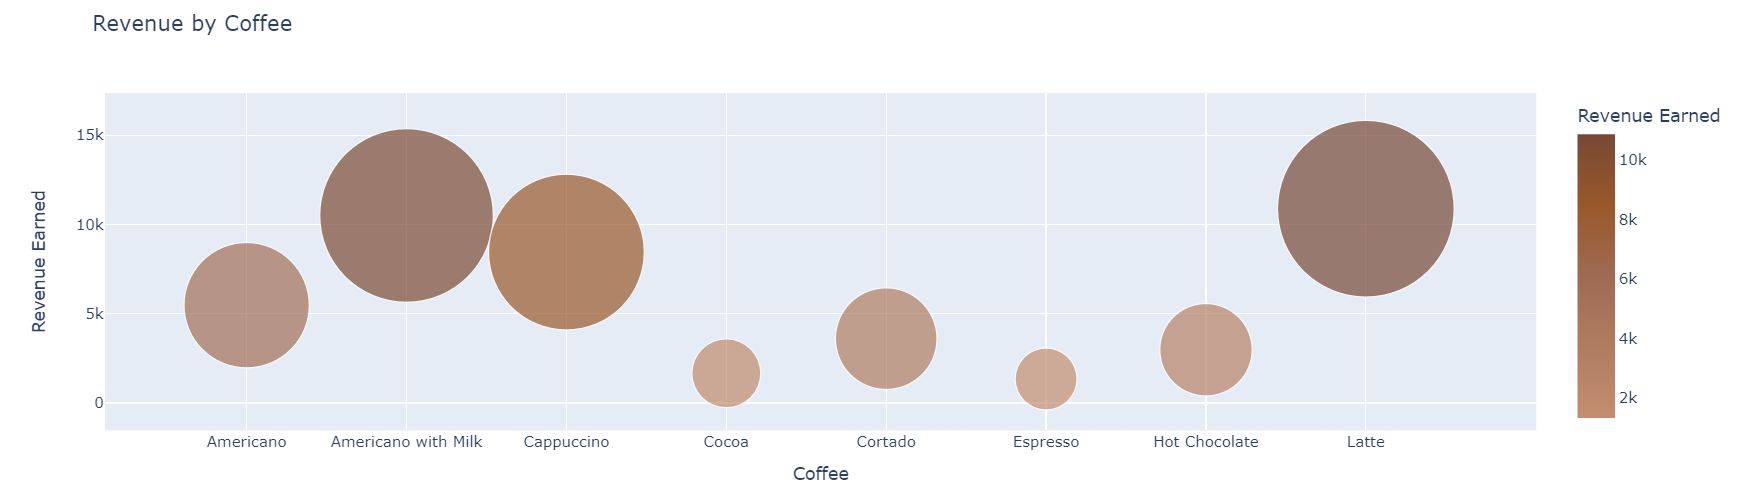 Revenue by Coffee
Revenue Earned
15k
10k
5k
0
Americano
Americano with Milk
Cappuccino
Cocoa
Cortado
Espresso
Hot Chocolate
Latte
Coffee
Revenue Earned
10k
8k
6k
4k
2k